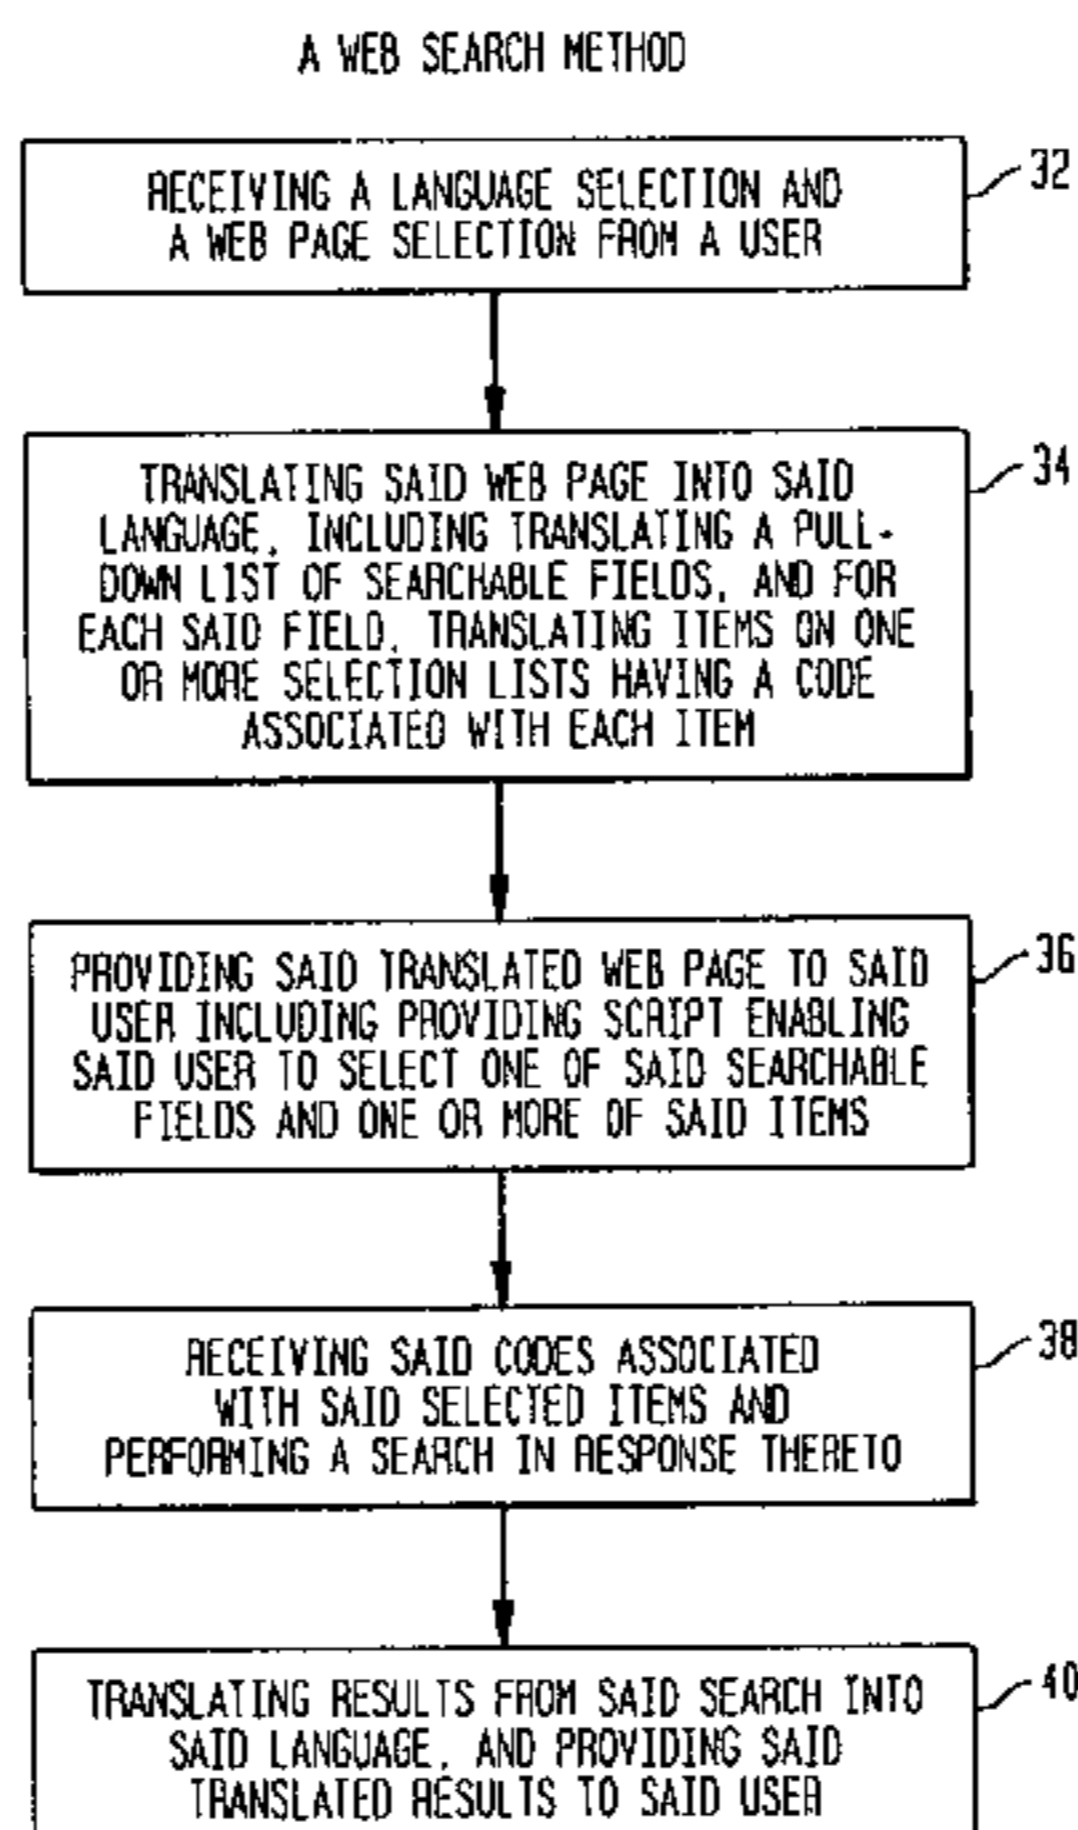 A WEB SEARCH METHOD
RECEIVING A LANGUAGE SELECTION AND
A WEB PAGE SELECTION FROM A USER
32
TRANSLATING SAID WEB PAGE INTO SAID
LANGUAGE, INCLUDING TRANSLATING A PULL-
DOWN LIST OF SEARCHABLE FIELDS, AND FOR
EACH SAID FIELD, TRANSLATING ITEMS ON ONE
OR MORE SELECTION LISTS HAVING A CODE
ASSOCIATED WITH EACH ITEM
34
PROVIDING SAID TRANSLATED WEB PAGE TO SAID
USER INCLUDING PROVIDING SCRIPT ENABLING
SAID USER TO SELECT ONE OF SAID SEARCHABLE
FIELDS AND ONE OR MORE OF SAID ITEMS
36
RECEIVING SAID CODES ASSOCIATED
WITH SAID SELECTED ITEMS AND
PERFORMING A SEARCH IN RESPONSE THERETO
38
TRANSLATING RESULTS FROM SAID SEARCH INTO
SAID LANGUAGE, AND PROVIDING SAID
TRANSLATED RESULTS TO SAID USER
40